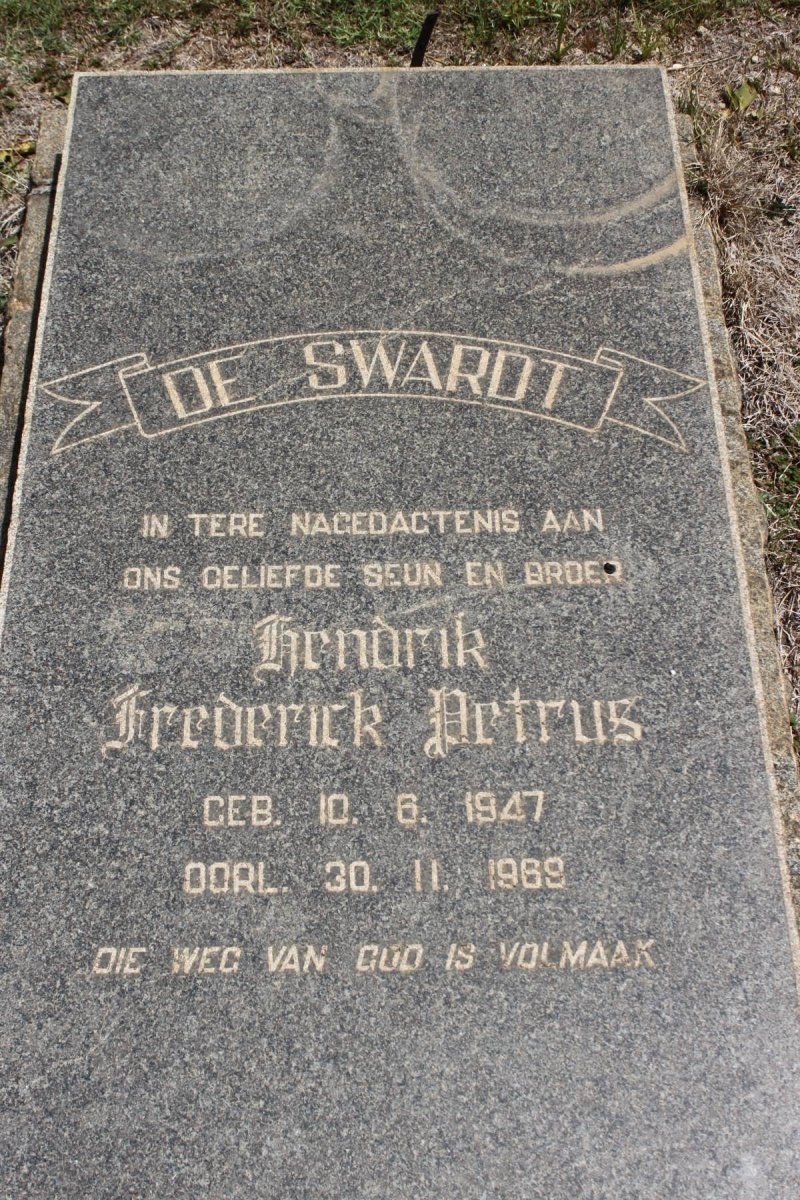 DE SWARDT
IN TERE NAGEDAGTENIS AAN
ONS GELIEFDE SEUN EN BROER
Hendrik
Frederick Petrus
GEB. 10. 6. 1947
OORL. 30. 11. 1969
DIE WEG VAN GOD IS VOLMAAK